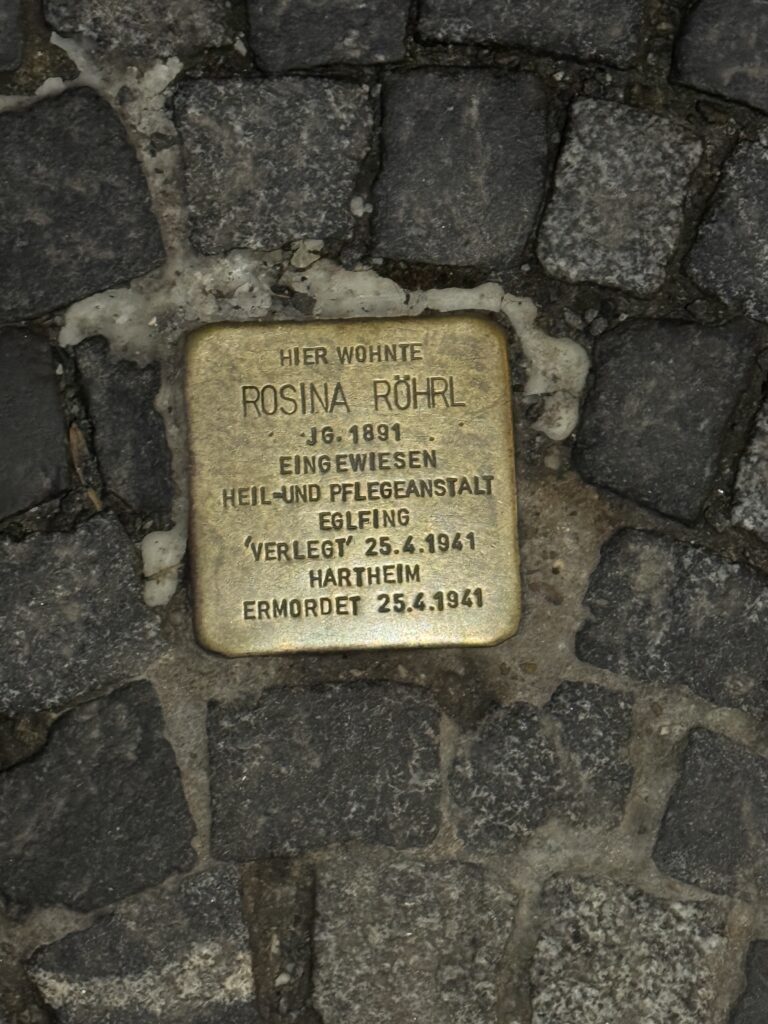 HIER WOHNTE
ROSINA RÖHRL
JG. 1891
EINGEWIESEN
HEIL-UND PFLEGEANSTALT
EGLFING
'VERLEGT' 25.4.1941
HARTHEIM
ERMORDET 25.4.1941